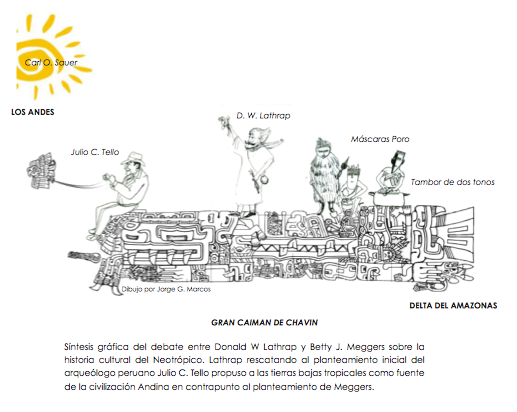 Carl O. Sauer
LOS ANDES
D. W. Lathrap
Máscaras Poro
Julio C. Tello
Tambor de dos tonos
Dibujo por Jorge G. Marcos
DELTA DEL AMAZONAS
GRAN CAIMAN DE CHAVIN
Síntesis gráfica del debate entre Donald W Lathrap y Betty J. Meggers sobre la
historia cultural del Neotrópico. Lathrap rescatando al planteamiento inicial del
arqueólogo peruano Julio C. Tello propuso a las tierras bajas tropicales como fuente
de la civilización Andina en contrapunto al planteamiento de Meggers.